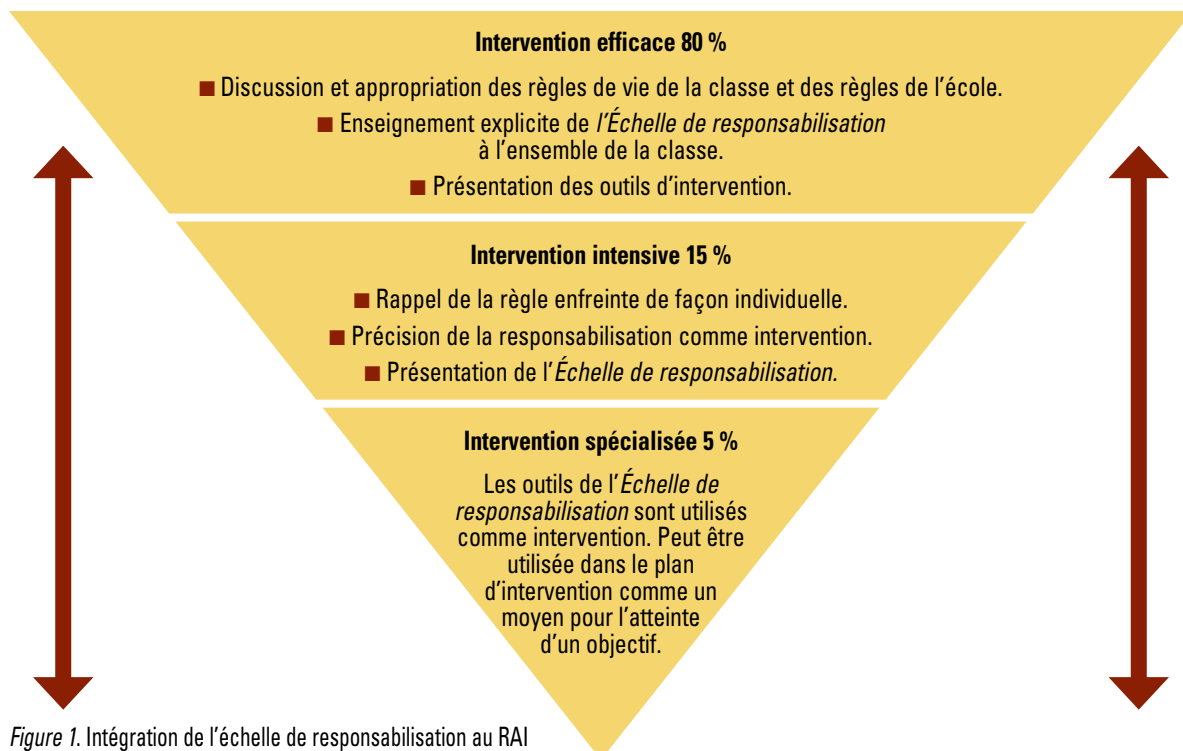 Intervention efficace 80 %
■ Discussion et appropriation des règles de vie de la classe et des règles de l'école.
■ Enseignement explicite de l'Échelle de responsabilisation
à l'ensemble de la classe.
■ Présentation des outils d'intervention.
Intervention intensive 15 %
■ Rappel de la règle enfreinte de façon individuelle.
■ Précision de la responsabilisation comme intervention.
■ Présentation de l'Échelle de responsabilisation.
Intervention spécialisée 5 %
Les outils de l'Échelle de
responsabilisation sont utilisés
comme intervention. Peut être
utilisée dans le plan
d'intervention comme un
moyen pour l'atteinte
d'un objectif.
Figure 1. Intégration de l'échelle de responsabilisation au RAI